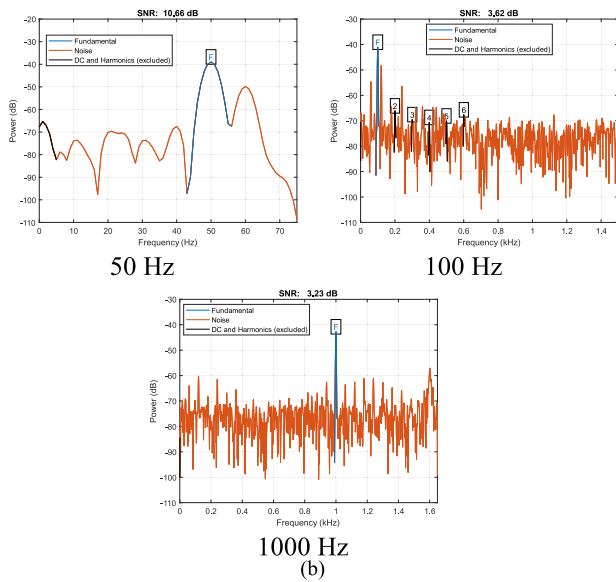 SNR: 10,66 dB
Fundamental
Noise
DC and Harmonics (excluded)
F
Power (dB)
-30
-40
-50
-60
-70
-80
-90
-100
-110
0 10 20 30 40 50 60 70
Frequency (Hz)
50 Hz
SNR: 3,62 dB
Fundamental
Noise
DC and Harmonics (excluded)
F
2
3
4
5
6
Power (dB)
-30
-40
-50
-60
-70
-80
-90
-100
-110
0 0.2 0.4 0.6 0.8 1 1.2 1.4
Frequency (kHz)
100 Hz
SNR: 3,23 dB
Fundamental
Noise
DC and Harmonics (excluded)
F
Power (dB)
-30
-40
-50
-60
-70
-80
-90
-100
-110
0 0.2 0.4 0.6 0.8 1 1.2 1.4 1.6
Frequency (kHz)
1000 Hz
(b)